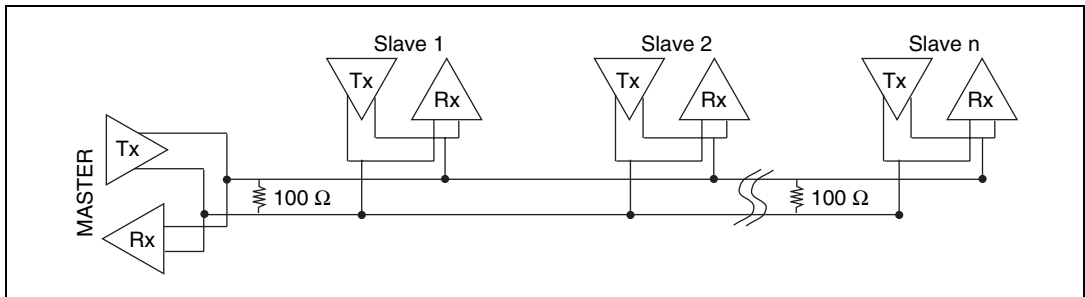 Slave 1
Slave 2
Slave n
Tx
Rx
Tx
Rx
Tx
Rx
MASTER
Tx
Rx
100 Ω
100 Ω